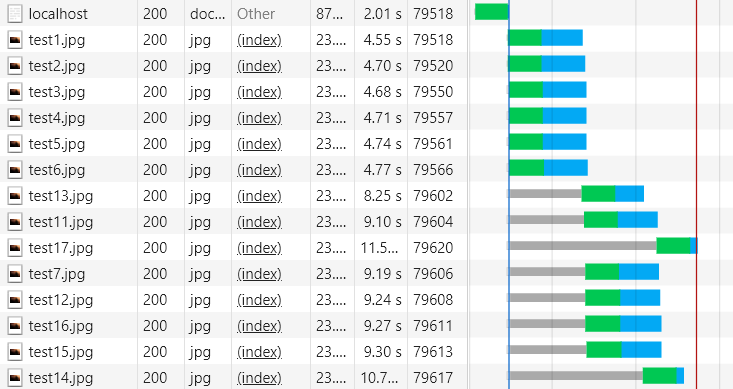 localhost 200 doc... Other 87... 2.01 s 79518
test1.jpg 200 jpg (index) 23.... 4.55 s 79518
test2.jpg 200 jpg (index) 23.... 4.70 s 79520
test3.jpg 200 jpg (index) 23.... 4.68 s 79550
test4.jpg 200 jpg (index) 23.... 4.71 s 79557
test5.jpg 200 jpg (index) 23.... 4.74 s 79561
test6.jpg 200 jpg (index) 23.... 4.77 s 79566
test13.jpg 200 jpg (index) 23.... 8.25 s 79602
test11.jpg 200 jpg (index) 23.... 9.10 s 79604
test17.jpg 200 jpg (index) 23.... 11.5... 79620
test7.jpg 200 jpg (index) 23.... 9.19 s 79606
test12.jpg 200 jpg (index) 23.... 9.24 s 79608
test16.jpg 200 jpg (index) 23.... 9.27 s 79611
test15.jpg 200 jpg (index) 23.... 9.30 s 79613
test14.jpg 200 jpg (index) 23.... 10.7... 79617